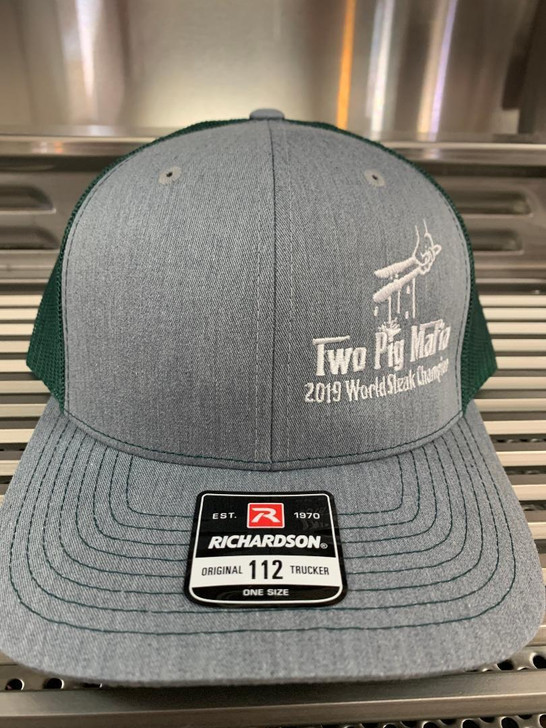 Two Pig Mafia
2019 World Steak Champion
EST. R 1970
RICHARDSON®
ORIGINAL 112 TRUCKER
ONE SIZE